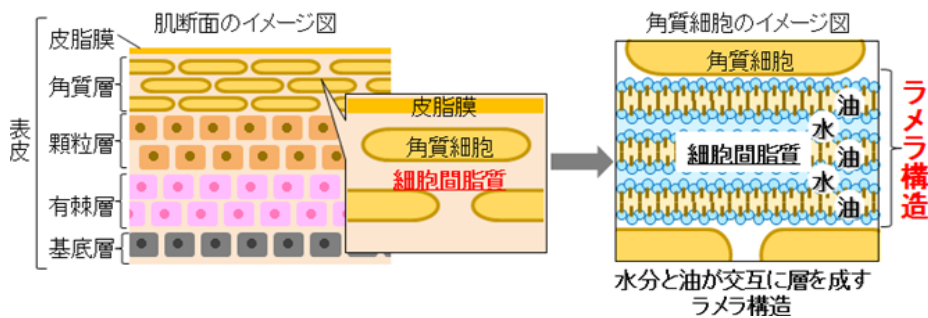 肌断面のイメージ図
皮脂膜
角質層
顆粒層
有棘層
基底層
表皮
皮脂膜
角質細胞
細胞間脂質
角質細胞のイメージ図
角質細胞
油
水
細胞間脂質
油
水
油
ラメラ構造
水分と油が交互に層を成す
ラメラ構造